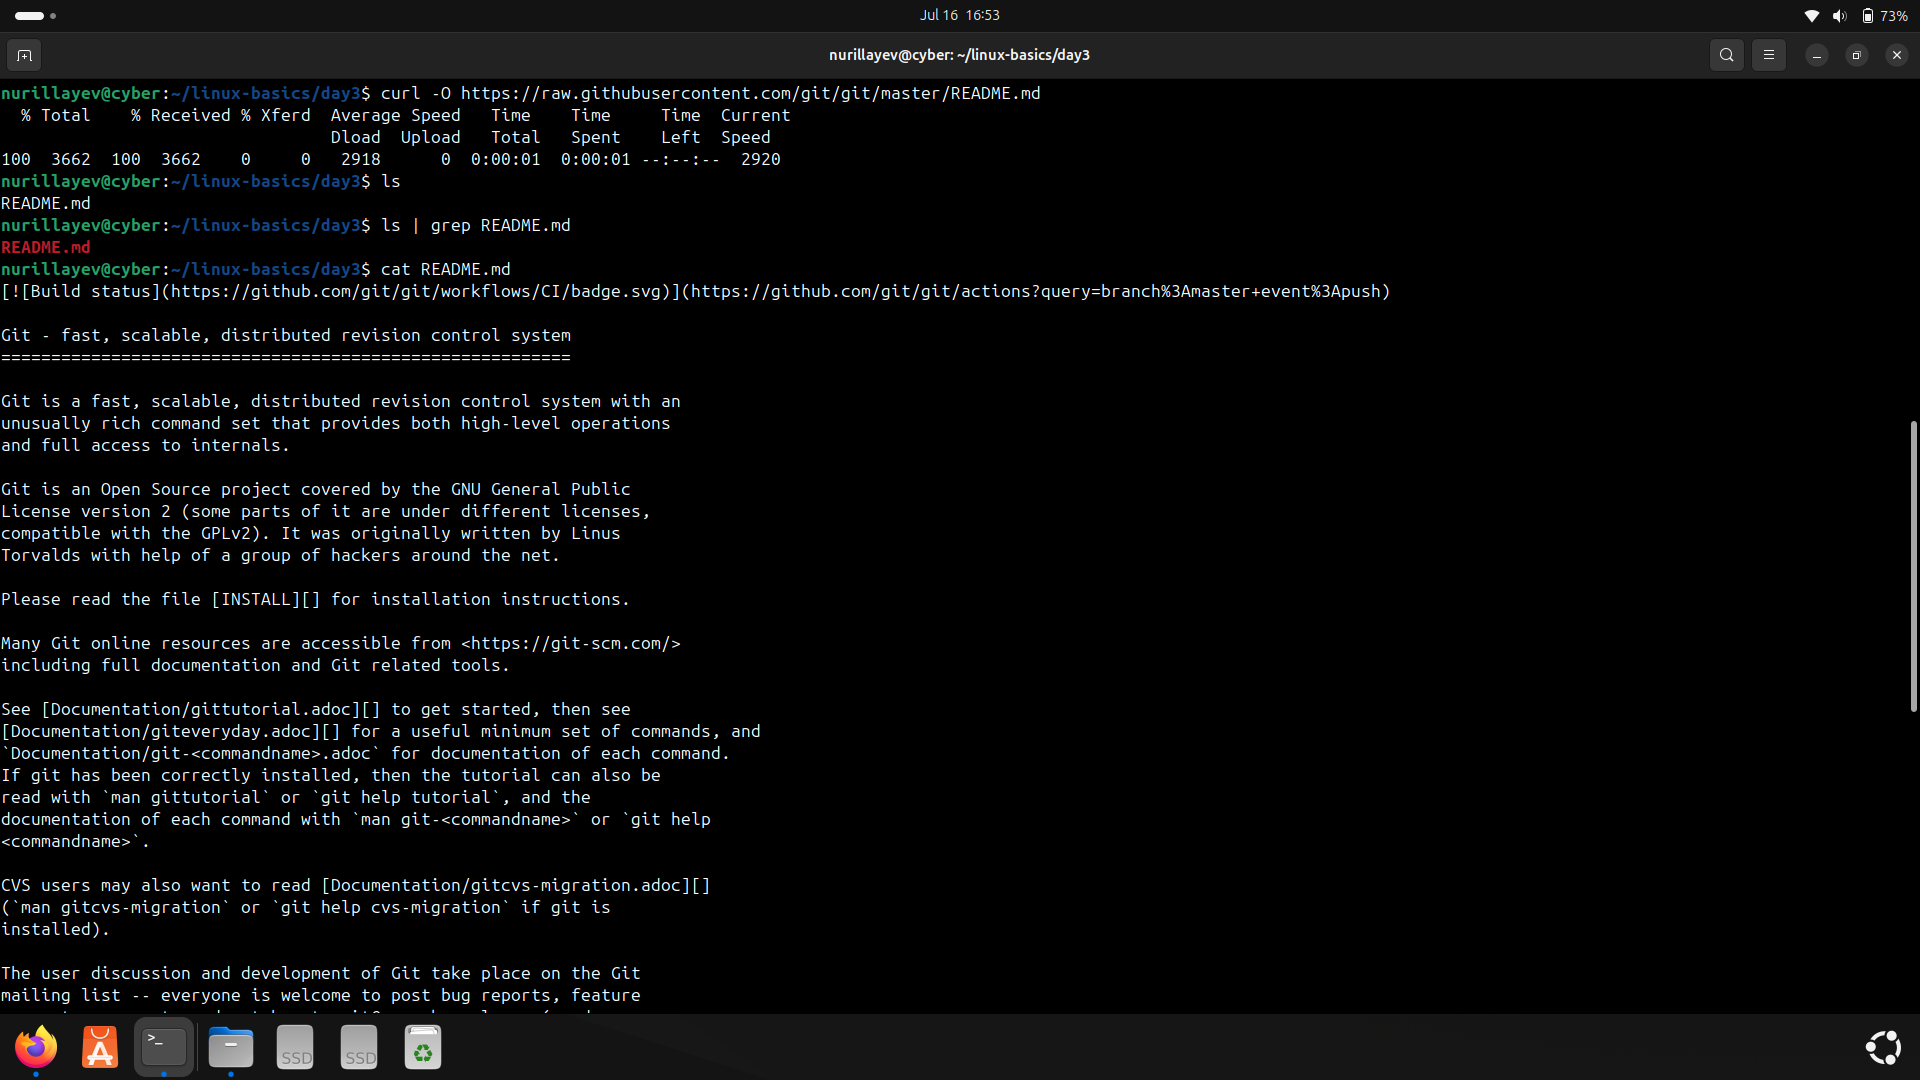 Jul 16 16:53
73%
nurillayev@cyber: ~/linux-basics/day3
nurillayev@cyber:~/linux-basics/day3$ curl -O https://raw.githubusercontent.com/git/git/master/README.md
  % Total    % Received % Xferd  Average Speed   Time    Time     Time  Current
                                 Dload  Upload   Total   Spent    Left  Speed
100  3662  100  3662    0     0   2918      0  0:00:01  0:00:01 --:--:--  2920
nurillayev@cyber:~/linux-basics/day3$ ls
README.md
nurillayev@cyber:~/linux-basics/day3$ ls | grep README.md
README.md
nurillayev@cyber:~/linux-basics/day3$ cat README.md
[![Build status](https://github.com/git/git/workflows/CI/badge.svg)](https://github.com/git/git/actions?query=branch%3Amaster+event%3Apush)
Git - fast, scalable, distributed revision control system
=========================================================
Git is a fast, scalable, distributed revision control system with an
unusually rich command set that provides both high-level operations
and full access to internals.
Git is an Open Source project covered by the GNU General Public
License version 2 (some parts of it are under different licenses,
compatible with the GPLv2). It was originally written by Linus
Torvalds with help of a group of hackers around the net.
Please read the file [INSTALL][] for installation instructions.
Many Git online resources are accessible from <https://git-scm.com/>
including full documentation and Git related tools.
See [Documentation/gittutorial.adoc][] to get started, then see
[Documentation/giteveryday.adoc][] for a useful minimum set of commands, and
`Documentation/git-<commandname>.adoc` for documentation of each command.
If git has been correctly installed, then the tutorial can also be
read with `man gittutorial` or `git help tutorial`, and the
documentation of each command with `man git-<commandname>` or `git help
<commandname>`.
CVS users may also want to read [Documentation/gitcvs-migration.adoc][]
(`man gitcvs-migration` or `git help cvs-migration` if git is
installed).
The user discussion and development of Git take place on the Git
mailing list -- everyone is welcome to post bug reports, feature
SSD
SSD